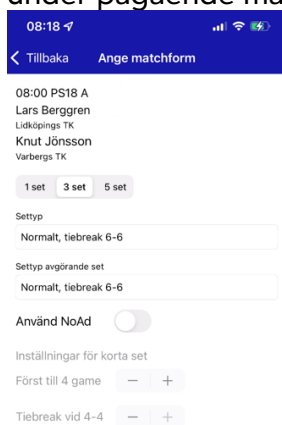 under pågående ma
08:18
Tillbaka Ange matchform
08:00 PS18 A
Lars Berggren
Lidköpings TK
Knut Jönsson
Varbergs TK
1 set 3 set 5 set
Settyp
Normalt, tiebreak 6-6
Settyp avgörande set
Normalt, tiebreak 6-6
Använd NoAd
Inställningar för korta set
Först till 4 game − +
Tiebreak vid 4-4 − +